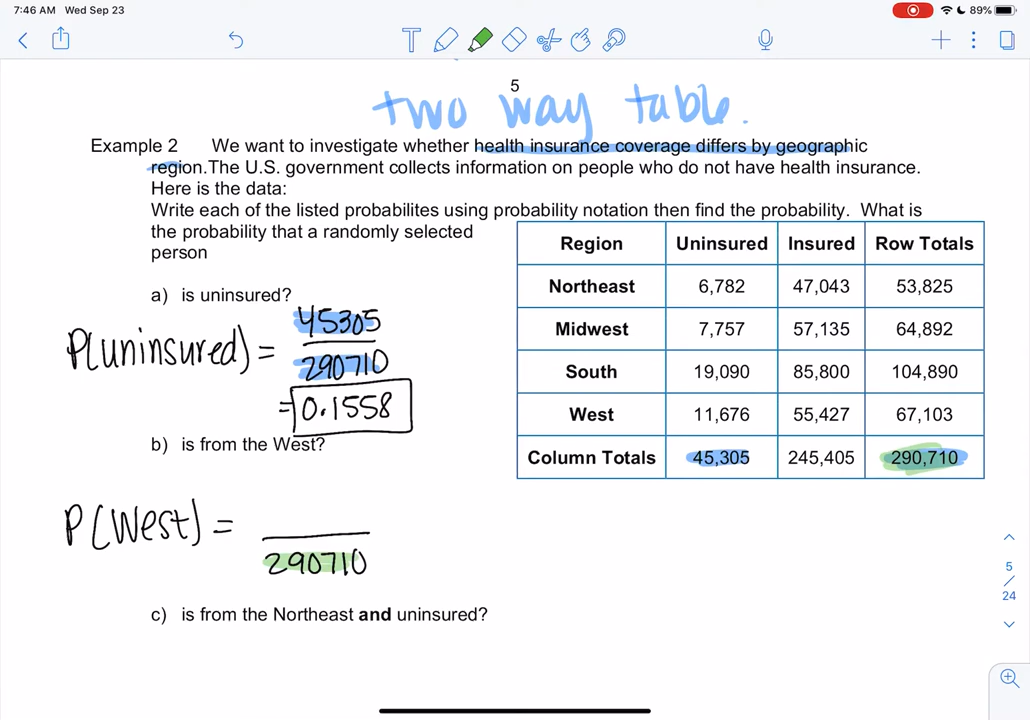 7:46 AM Wed Sep 23
89%
5
two way table.
Example 2 We want to investigate whether health insurance coverage differs by geographic
region.The U.S. government collects information on people who do not have health insurance.
Here is the data:
Write each of the listed probabilites using probability notation then find the probability. What is
the probability that a randomly selected
person
Region Uninsured Insured Row Totals
Northeast 6,782 47,043 53,825
Midwest 7,757 57,135 64,892
South 19,090 85,800 104,890
West 11,676 55,427 67,103
Column Totals 45,305 245,405 290,710
a) is uninsured?
P(uninsured) = 45305
290710
= 0.1558
b) is from the West?
P(West) =
290710
c) is from the Northeast and uninsured?
T
5
/
24